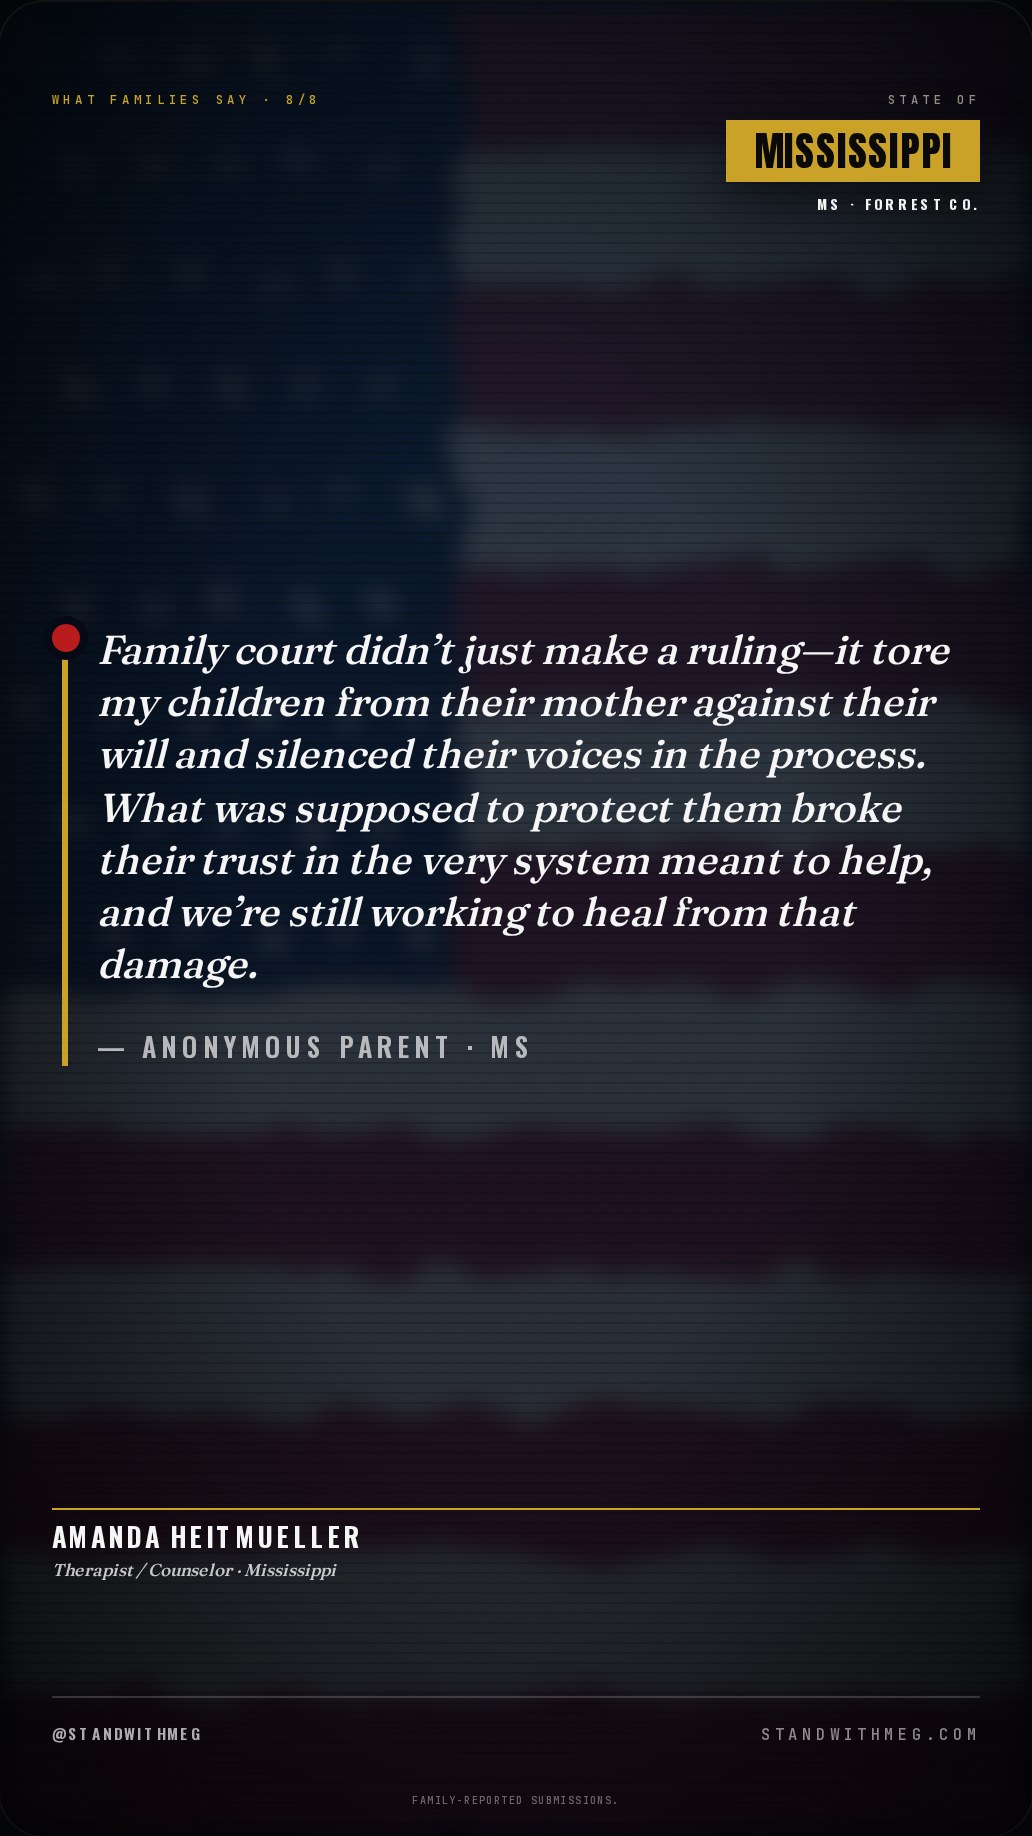 WHAT FAMILIES SAY · 8/8
STATE OF
MISSISSIPPI
MS · FORREST CO.
Family court didn’t just make a ruling—it tore
my children from their mother against their
will and silenced their voices in the process.
What was supposed to protect them broke
their trust in the very system meant to help,
and we’re still working to heal from that
damage.
— ANONYMOUS PARENT · MS
AMANDA HEITMUELLER
Therapist / Counselor · Mississippi
@STANDWITHMEG
STANDWITHMEG.COM
FAMILY-REPORTED SUBMISSIONS.